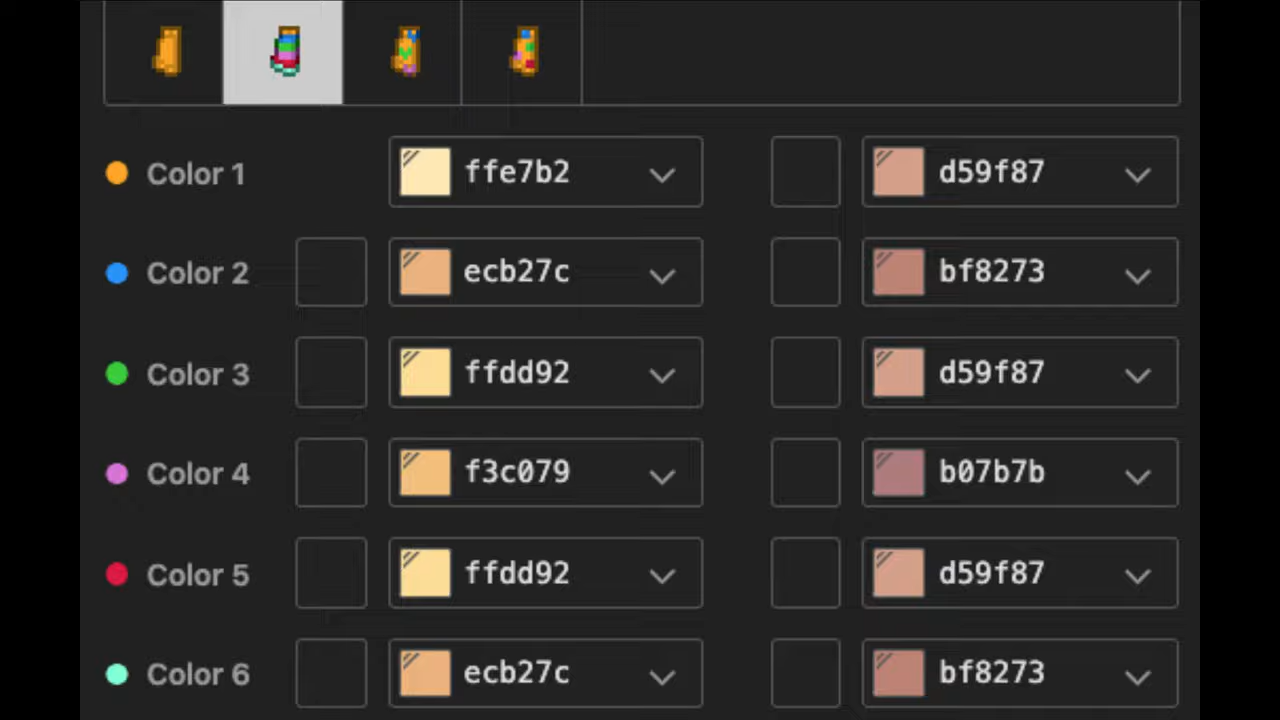 Color 1 ffe7b2 d59f87
Color 2 ecb27c bf8273
Color 3 ffdd92 d59f87
Color 4 f3c079 b07b7b
Color 5 ffdd92 d59f87
Color 6 ecb27c bf8273